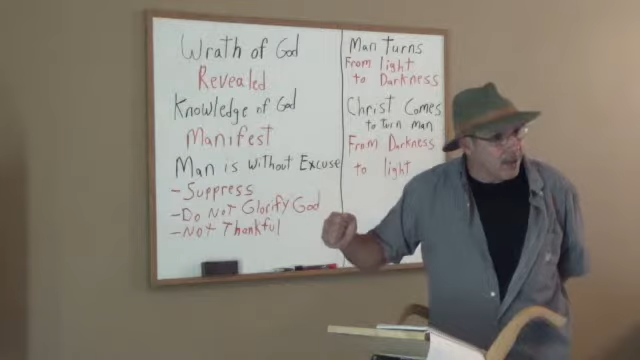 Wrath of God
Revealed
Knowledge of God
Manifest
Man is Without Excuse
- Suppress
- Do Not Glorify God
- Not Thankful
Man Turns
From light
to Darkness
Christ Comes
to turn man
From Darkness
to light